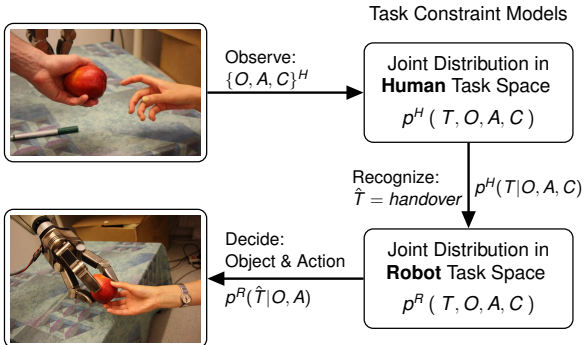 Task Constraint Models
Observe:
{O, A, C}^H
Joint Distribution in
Human Task Space
p^H ( T, O, A, C )
Recognize:
T̂ = handover
p^H(T|O, A, C)
Decide:
Object & Action
p^R(T̂|O, A)
Joint Distribution in
Robot Task Space
p^R ( T, O, A, C )